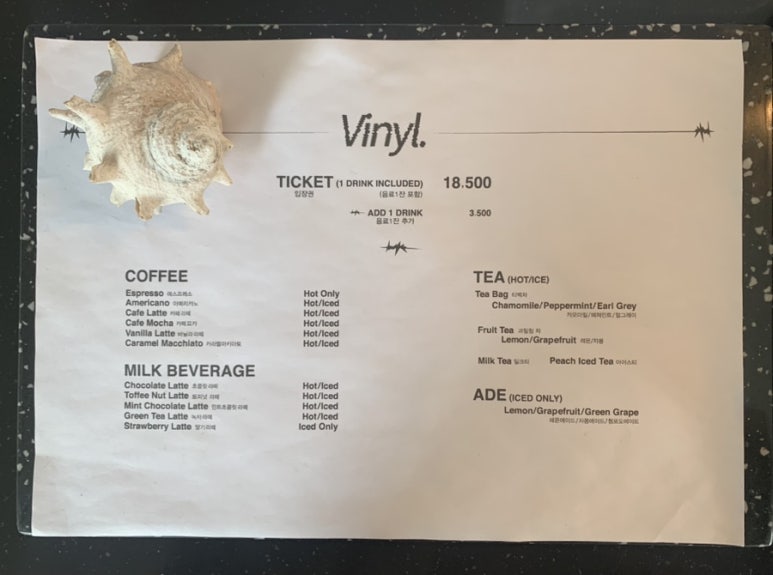 Vinyl.
TICKET (1 DRINK INCLUDED) 18.500
입장권 (음료1잔 포함)
ADD 1 DRINK 3.500
음료1잔 추가
COFFEE
Espresso 에스프레소 Hot Only
Americano 아메리카노 Hot/Iced
Cafe Latte 카페라떼 Hot/Iced
Cafe Mocha 카페모카 Hot/Iced
Vanilla Latte 바닐라라떼 Hot/Iced
Caramel Macchiato 카라멜마키아또 Hot/Iced
MILK BEVERAGE
Chocolate Latte 초콜릿라떼 Hot/Iced
Toffee Nut Latte 토피넛 라떼 Hot/Iced
Mint Chocolate Latte 민트초콜릿라떼 Hot/Iced
Green Tea Latte 녹차라떼 Hot/Iced
Strawberry Latte 딸기라떼 Iced Only
TEA (HOT/ICE)
Tea Bag 티백차
Chamomile/Peppermint/Earl Grey
카모마일/페퍼민트/얼그레이
Fruit Tea 과일청 차
Lemon/Grapefruit 레몬/자몽
Milk Tea 밀크티 Peach Iced Tea 아이스티
ADE (ICED ONLY)
Lemon/Grapefruit/Green Grape
레몬에이드/자몽에이드/청포도에이드